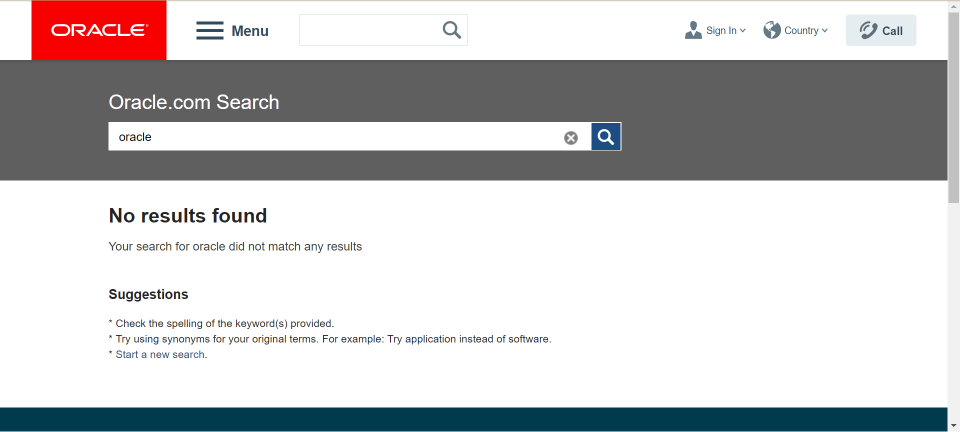 ORACLE
Menu
Sign In
Country
Call
Oracle.com Search
oracle
No results found
Your search for oracle did not match any results
Suggestions
* Check the spelling of the keyword(s) provided.
* Try using synonyms for your original terms. For example: Try application instead of software.
* Start a new search.